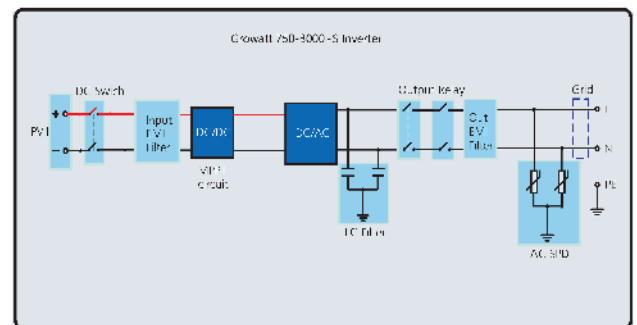 Growatt 750-3000 -S Inverter
DC Switch
Output Relay
Grid
+
PV1
-
Input
EMI
Filter
DC/DC
DC/AC
Out
EMI
Filter
L
N
PE
MPPT
circuit
LC Filter
AC SPD